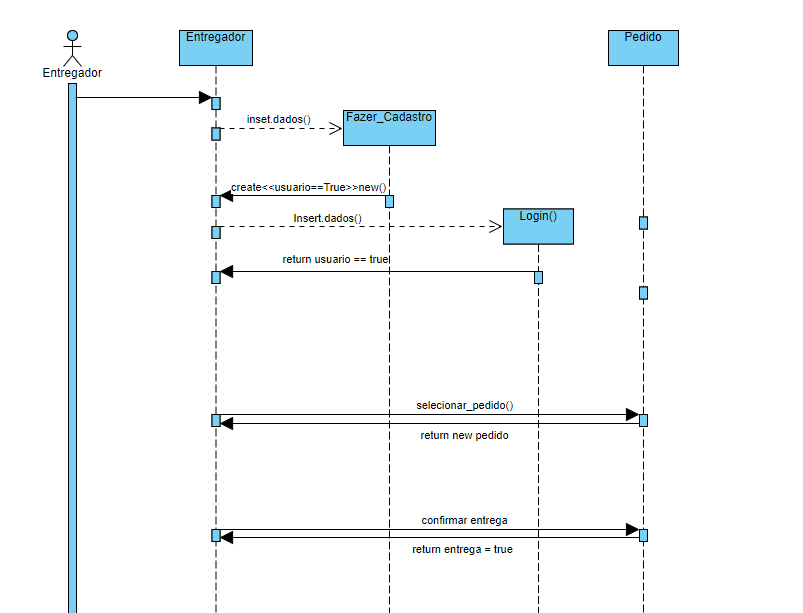 Entregador
Pedido
Entregador
inset.dados()
Fazer_Cadastro
create<<usuario==True>>new()
Insert.dados()
Login()
return usuario == true
selecionar_pedido()
return new pedido
confirmar entrega
return entrega = true